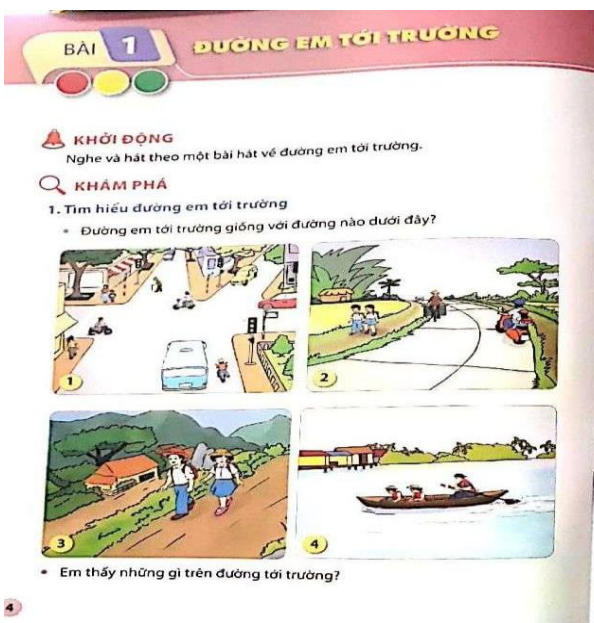 BÀI 1
ĐƯỜNG EM TỚI TRƯỜNG
KHỞI ĐỘNG
Nghe và hát theo một bài hát về đường em tới trường.
KHÁM PHÁ
1. Tìm hiểu đường em tới trường
• Đường em tới trường giống với đường nào dưới đây?
1
2
3
4
• Em thấy những gì trên đường tới trường?
4